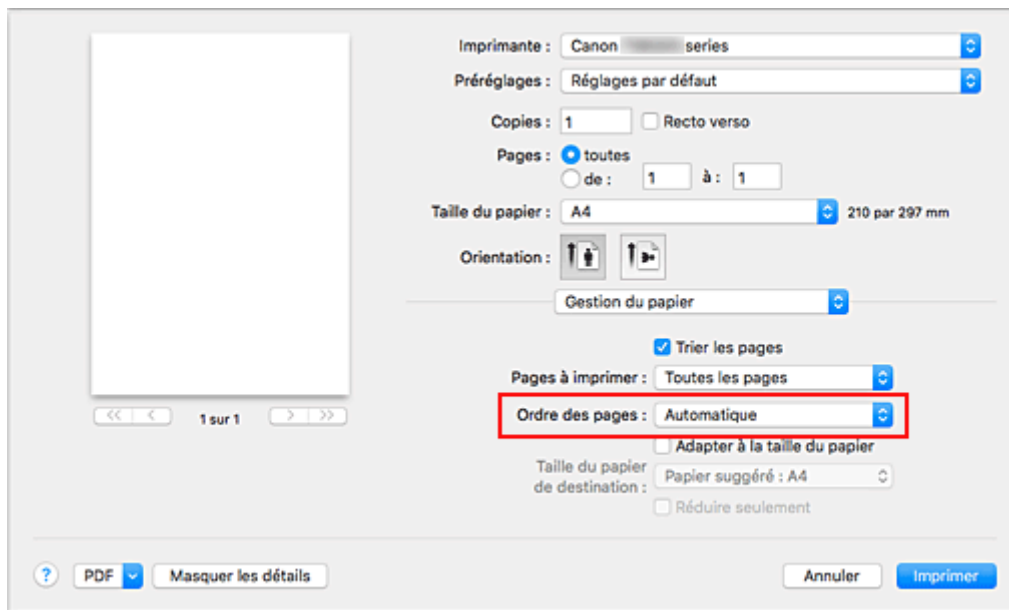 Imprimante : Canon series
Préréglages : Réglages par défaut
Copies : 1 Recto verso
Pages : toutes
de : 1 à : 1
Taille du papier : A4 210 par 297 mm
Orientation :
Gestion du papier
Trier les pages
Pages à imprimer : Toutes les pages
<< < 1 sur 1 > >>
Ordre des pages : Automatique
Adapter à la taille du papier
Taille du papier
de destination :
Papier suggéré : A4
Réduire seulement
? PDF Masquer les détails Annuler Imprimer